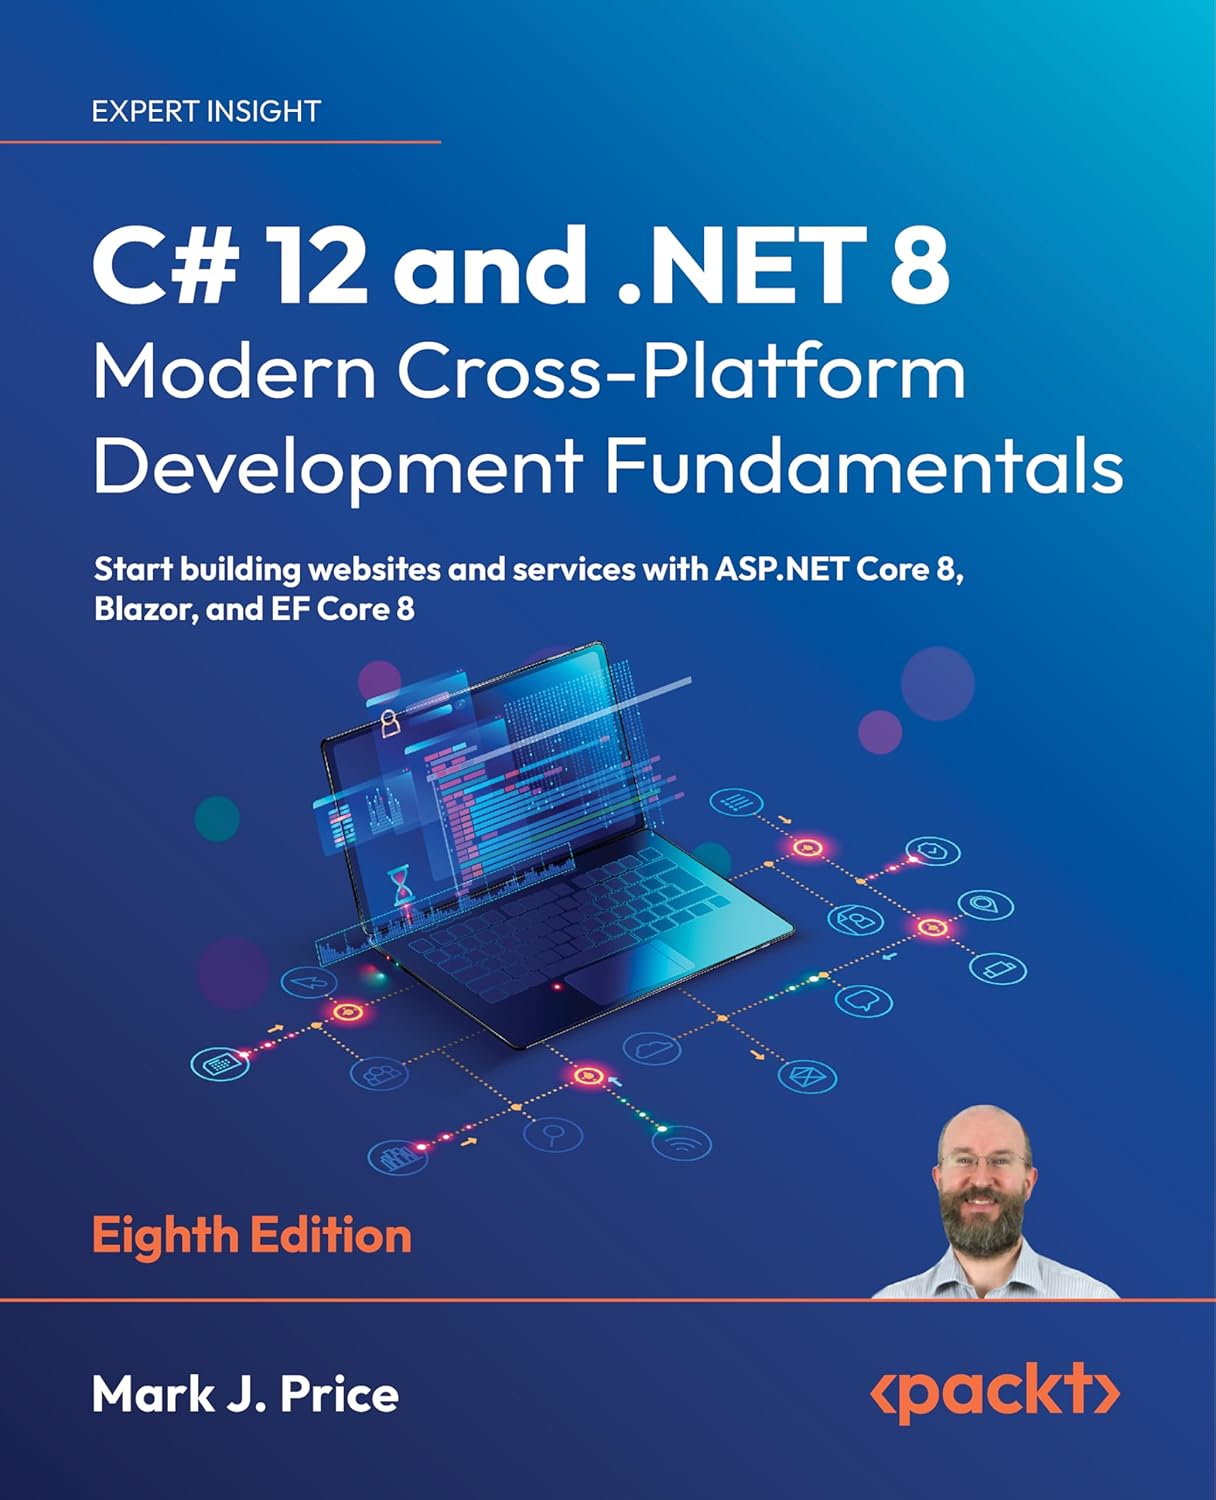 EXPERT INSIGHT
C# 12 and .NET 8
Modern Cross-Platform
Development Fundamentals
Start building websites and services with ASP.NET Core 8,
Blazor, and EF Core 8
Eighth Edition
Mark J. Price
<packt>